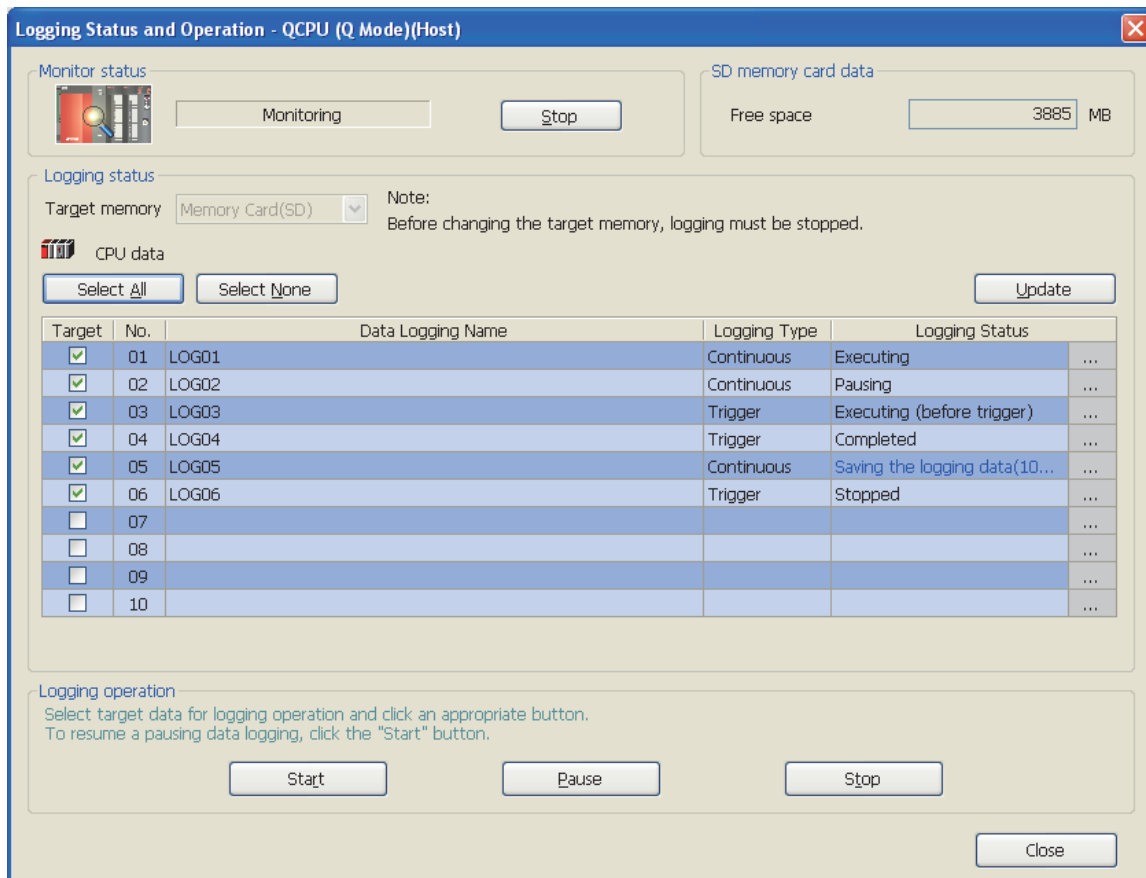 Logging Status and Operation - QCPU (Q Mode)(Host)
Monitor status
Monitoring
Stop
SD memory card data
Free space 3885 MB
Logging status
Target memory Memory Card(SD)
Note:
Before changing the target memory, logging must be stopped.
CPU data
Select All Select None Update
Target No. Data Logging Name Logging Type Logging Status
01 LOG01 Continuous Executing ...
02 LOG02 Continuous Pausing ...
03 LOG03 Trigger Executing (before trigger) ...
04 LOG04 Trigger Completed ...
05 LOG05 Continuous Saving the logging data(10... ...
06 LOG06 Trigger Stopped ...
07 ...
08 ...
09 ...
10 ...
Logging operation
Select target data for logging operation and click an appropriate button.
To resume a pausing data logging, click the "Start" button.
Start Pause Stop
Close